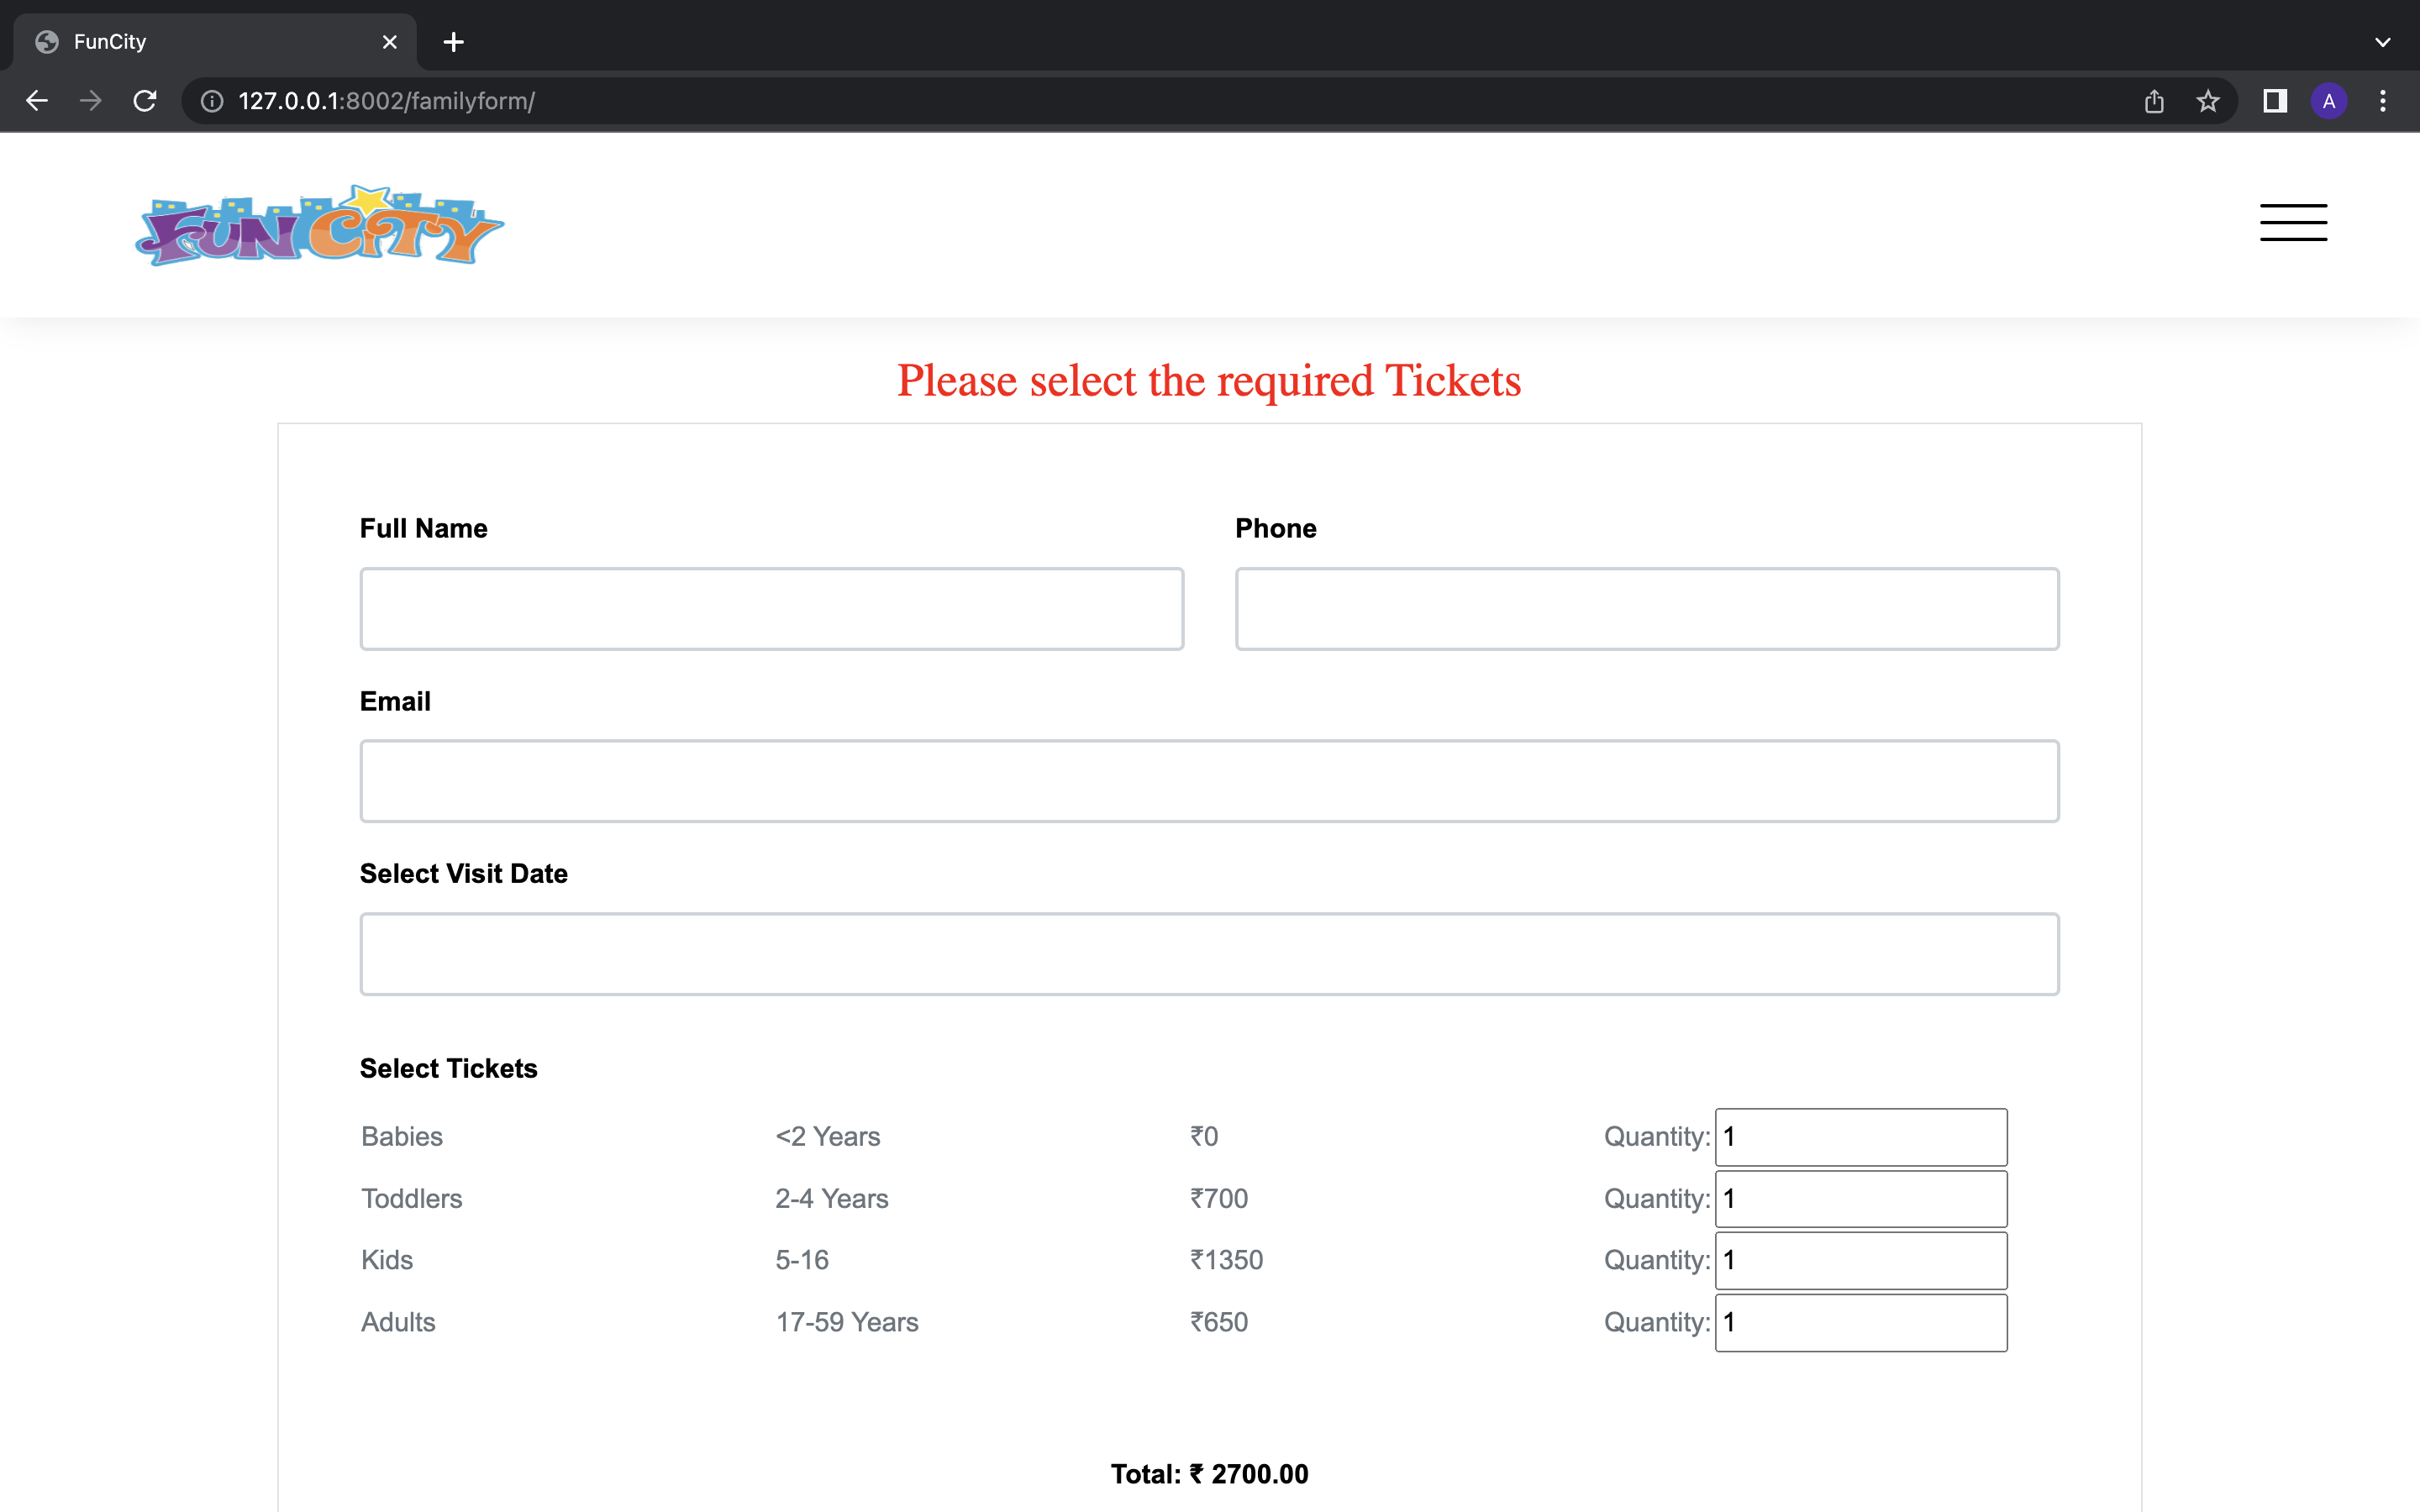 FunCity
127.0.0.1:8002/familyform/
A
FUN CITY
Please select the required Tickets
Full Name Phone
Email
Select Visit Date
Select Tickets
Babies <2 Years ₹0 Quantity: 1
Toddlers 2-4 Years ₹700 Quantity: 1
Kids 5-16 ₹1350 Quantity: 1
Adults 17-59 Years ₹650 Quantity: 1
Total: ₹ 2700.00